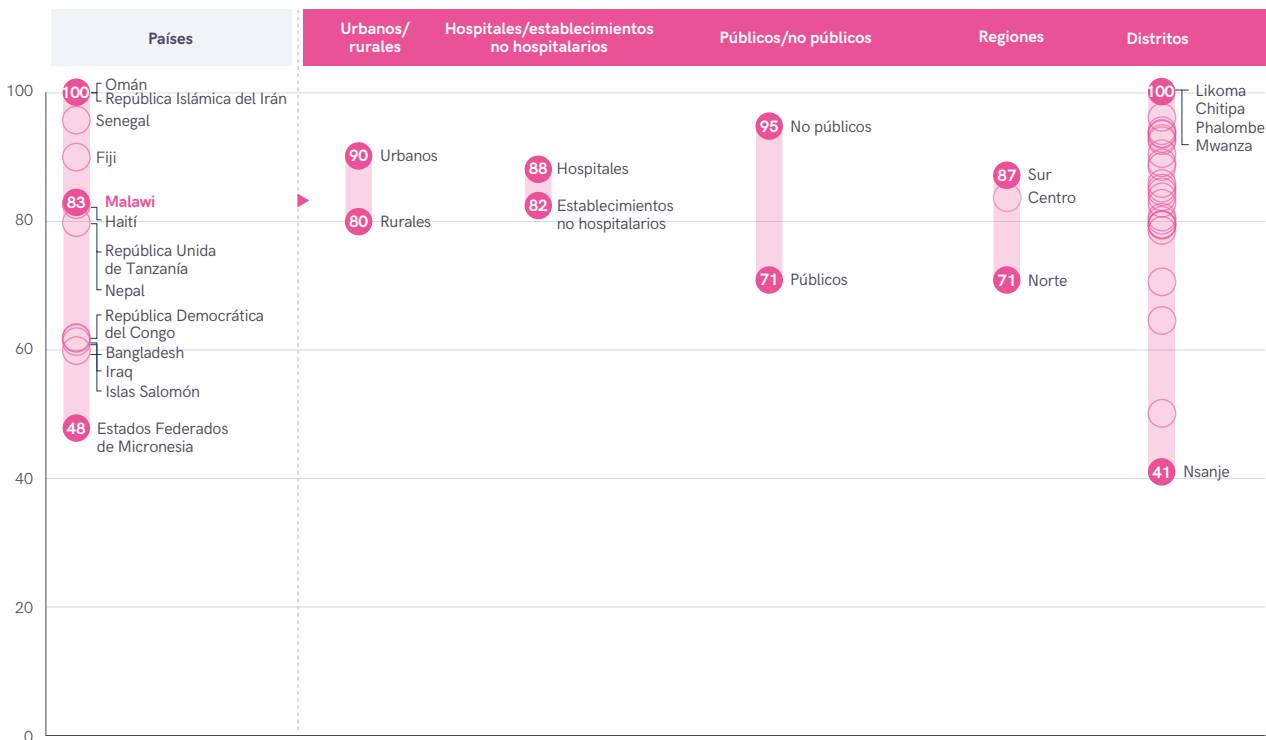 Países
Urbanos/
rurales
Hospitales/establecimientos
no hospitalarios
Públicos/no públicos
Regiones
Distritos
100
80
60
40
20
0
100
Omán
República Islámica del Irán
Senegal
Fiji
83
Malawi
Haití
República Unida
de Tanzanía
Nepal
República Democrática
del Congo
Bangladesh
Iraq
Islas Salomón
48
Estados Federados
de Micronesia
90
Urbanos
80
Rurales
88
Hospitales
82
Establecimientos
no hospitalarios
95
No públicos
71
Públicos
87
Sur
Centro
71
Norte
100
Likoma
Chitipa
Phalombe
Mwanza
41
Nsanje